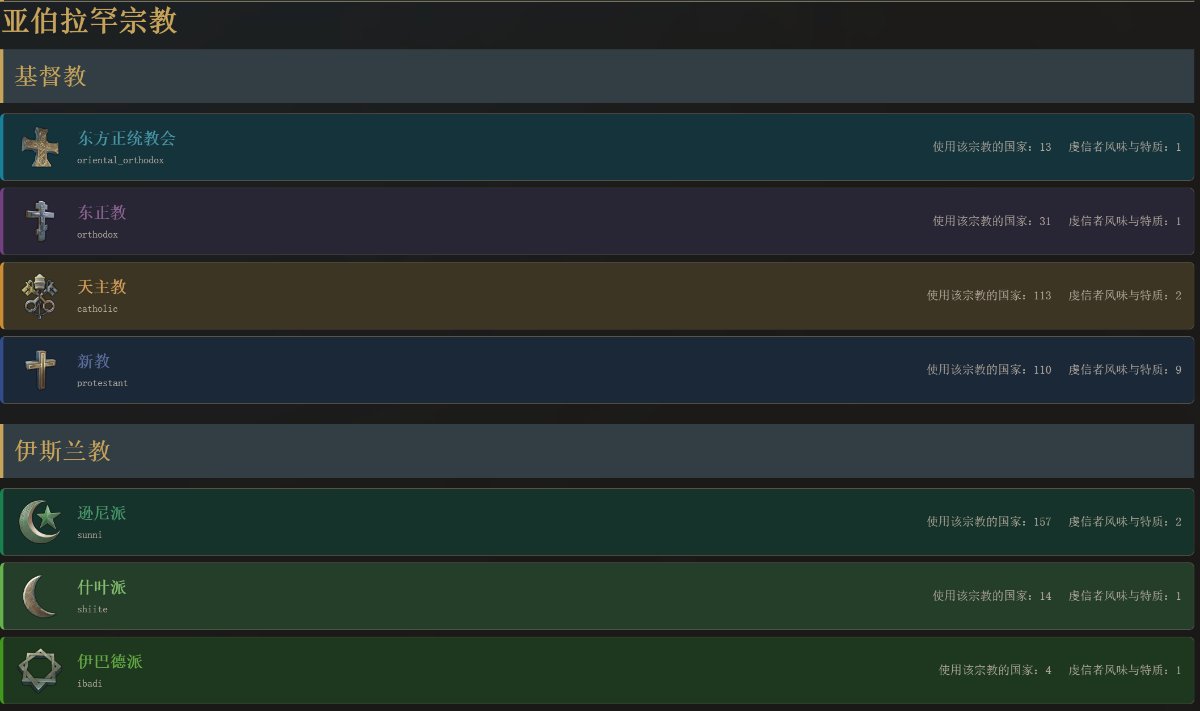 亚伯拉罕宗教
基督教
东方正统教会
oriental_orthodox
使用该宗教的国家: 13 虔信者风味与特质: 1
东正教
orthodox
使用该宗教的国家: 31 虔信者风味与特质: 1
天主教
catholic
使用该宗教的国家: 113 虔信者风味与特质: 2
新教
protestant
使用该宗教的国家: 110 虔信者风味与特质: 9
伊斯兰教
逊尼派
sunni
使用该宗教的国家: 157 虔信者风味与特质: 2
什叶派
shiite
使用该宗教的国家: 14 虔信者风味与特质: 1
伊巴德派
ibadi
使用该宗教的国家: 4 虔信者风味与特质: 1